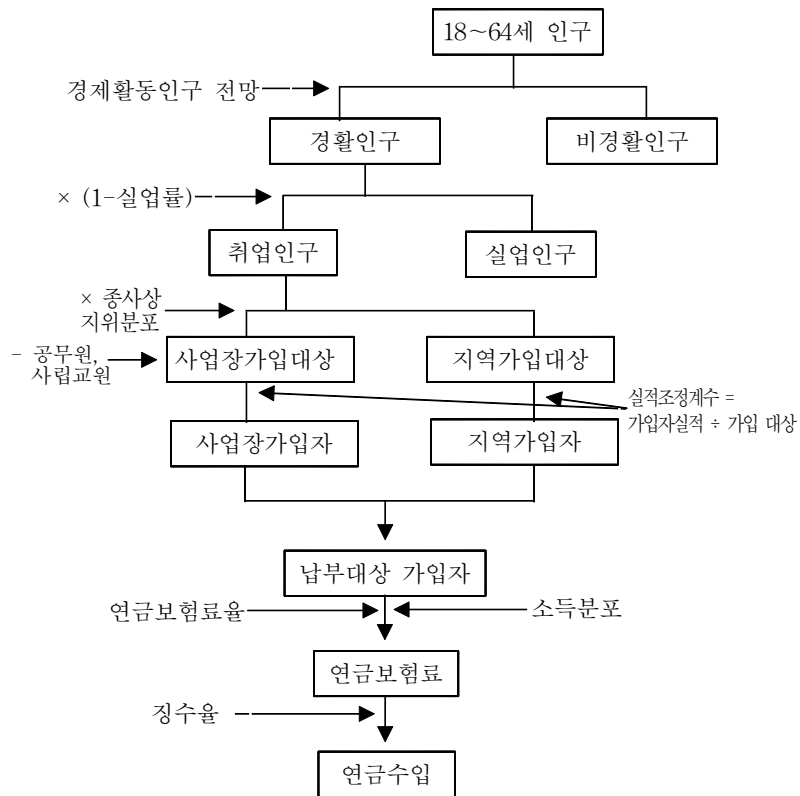 18~64세 인구
경제활동인구 전망
경활인구
비경활인구
× (1-실업률)
취업인구
실업인구
× 종사상
지위분포
- 공무원,
사립교원
사업장가입대상
지역가입대상
실적조정계수 =
가입자실적 ÷ 가입 대상
사업장가입자
지역가입자
납부대상 가입자
연금보험료율
소득분포
연금보험료
징수율
연금수입